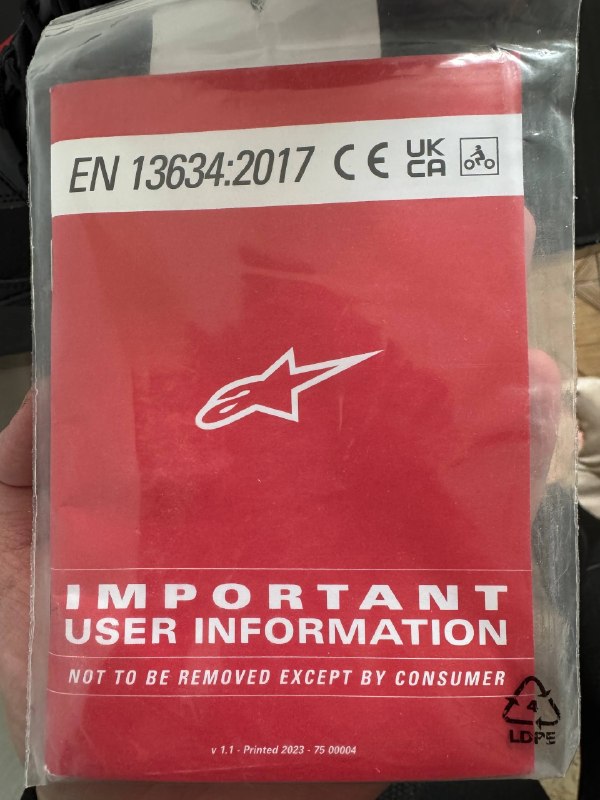 EN 13634:2017 CE UK
CA
IMPORTANT
USER INFORMATION
NOT TO BE REMOVED EXCEPT BY CONSUMER
v 1.1 - Printed 2023 - 75 00004
4
LDPE